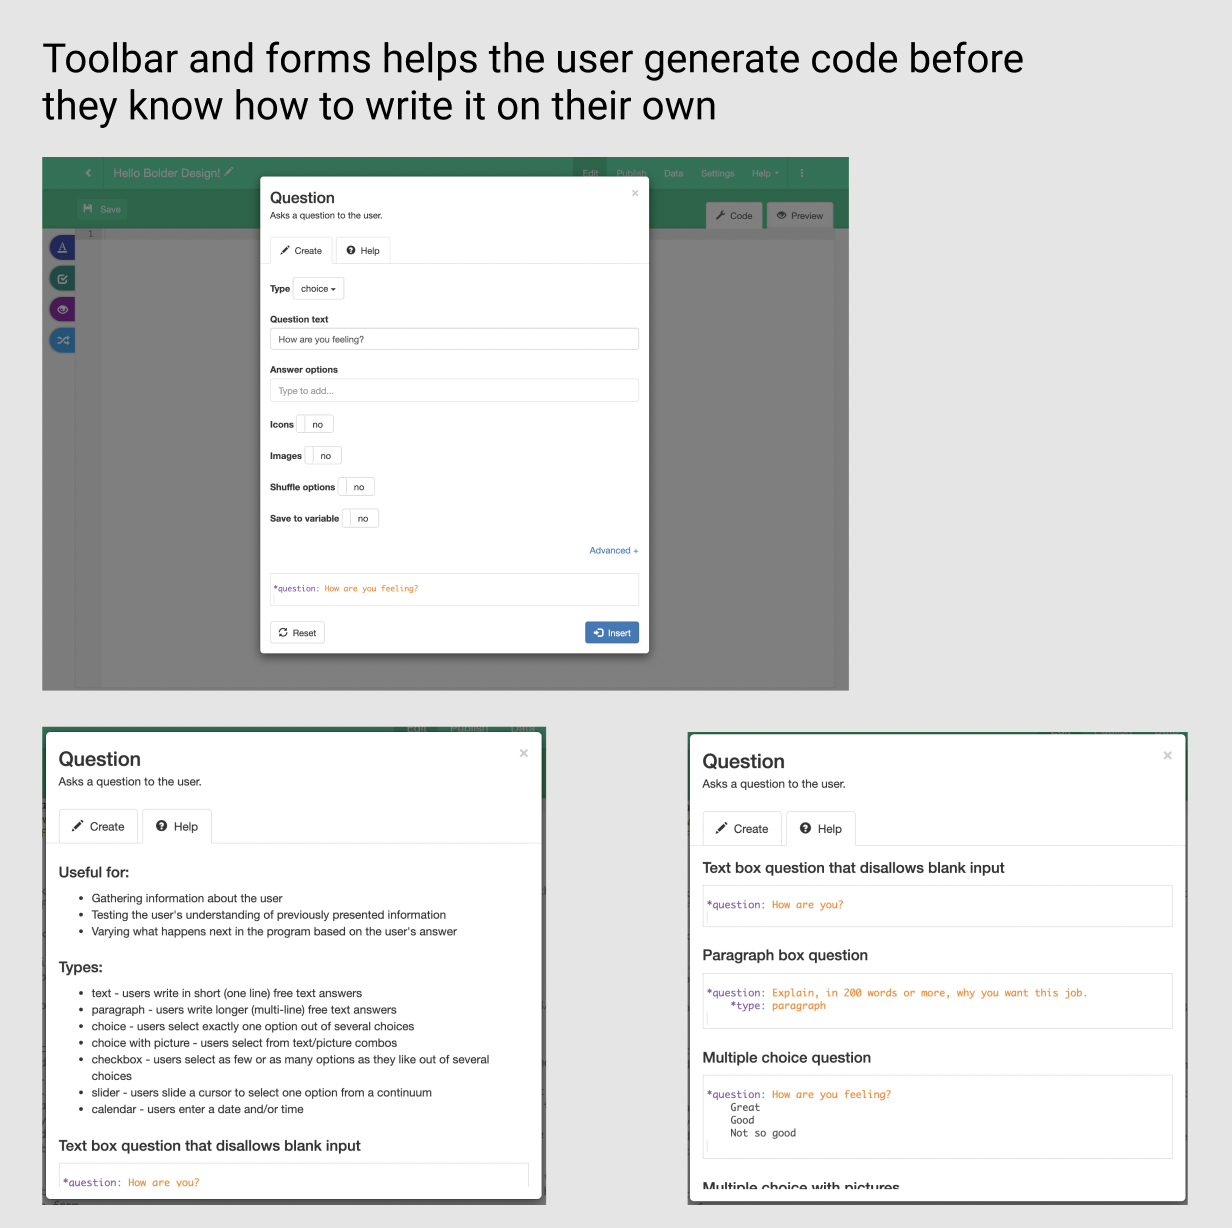 Toolbar and forms helps the user generate code before
they know how to write it on their own
Hello Bolder Design!
Edit Publish Data Settings Help
Save
Code Preview
1
A
Question
×
Asks a question to the user.
Create Help
Type choice
Question text
How are you feeling?
Answer options
Type to add...
Icons no
Images no
Shuffle options no
Save to variable no
Advanced +
*question: How are you feeling?
Reset Insert
Edit Publish Data
Question
×
Asks a question to the user.
Create Help
Useful for:
• Gathering information about the user
• Testing the user's understanding of previously presented information
• Varying what happens next in the program based on the user's answer
Types:
• text - users write in short (one line) free text answers
• paragraph - users write longer (multi-line) free text answers
• choice - users select exactly one option out of several choices
• choice with picture - users select from text/picture combos
• checkbox - users select as few or as many options as they like out of several
choices
• slider - users slide a cursor to select one option from a continuum
• calendar - users enter a date and/or time
Text box question that disallows blank input
*question: How are you?
Question
×
Asks a question to the user.
Create Help
Text box question that disallows blank input
*question: How are you?
Paragraph box question
*question: Explain, in 200 words or more, why you want this job.
*type: paragraph
Multiple choice question
*question: How are you feeling?
Great
Good
Not so good
Multiple choice with pictures